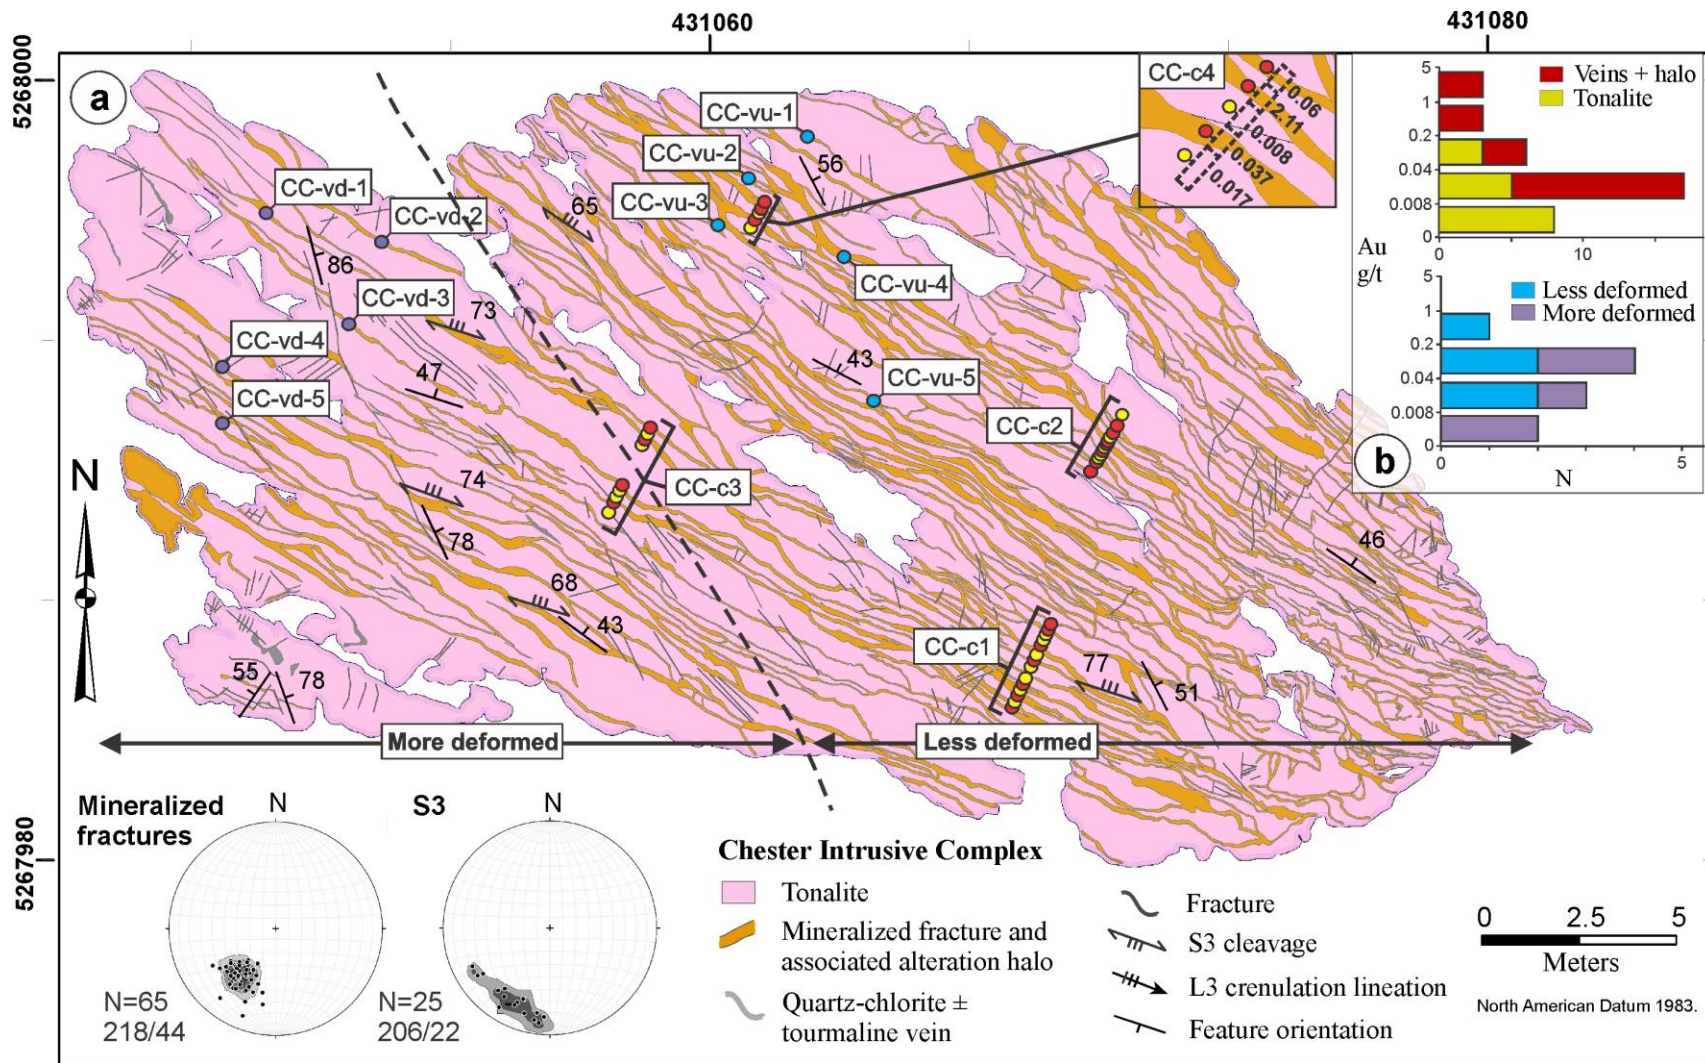 431060
431080
5268000
5267980
a
CC-vu-1
CC-vu-2
CC-vu-3
CC-vu-4
CC-vu-5
CC-vd-1
CC-vd-2
CC-vd-3
CC-vd-4
CC-vd-5
CC-c4
0.06
2.11
0.008
0.037
0.017
56
65
86
73
47
43
CC-c2
CC-c3
74
78
68
43
46
CC-c1
77
51
55
78
N
More deformed
Less deformed
Veins + halo
Tonalite
5
1
0.2
0.04
0.008
0
0
10
Au
g/t
Less deformed
More deformed
5
1
0.2
0.04
0.008
0
0
5
N
b
Mineralized
fractures
N
N=65
218/44
S3
N
N=25
206/22
Chester Intrusive Complex
Tonalite
Mineralized fracture and
associated alteration halo
Quartz-chlorite ±
tourmaline vein
Fracture
S3 cleavage
L3 crenulation lineation
Feature orientation
0 2.5 5
Meters
North American Datum 1983.